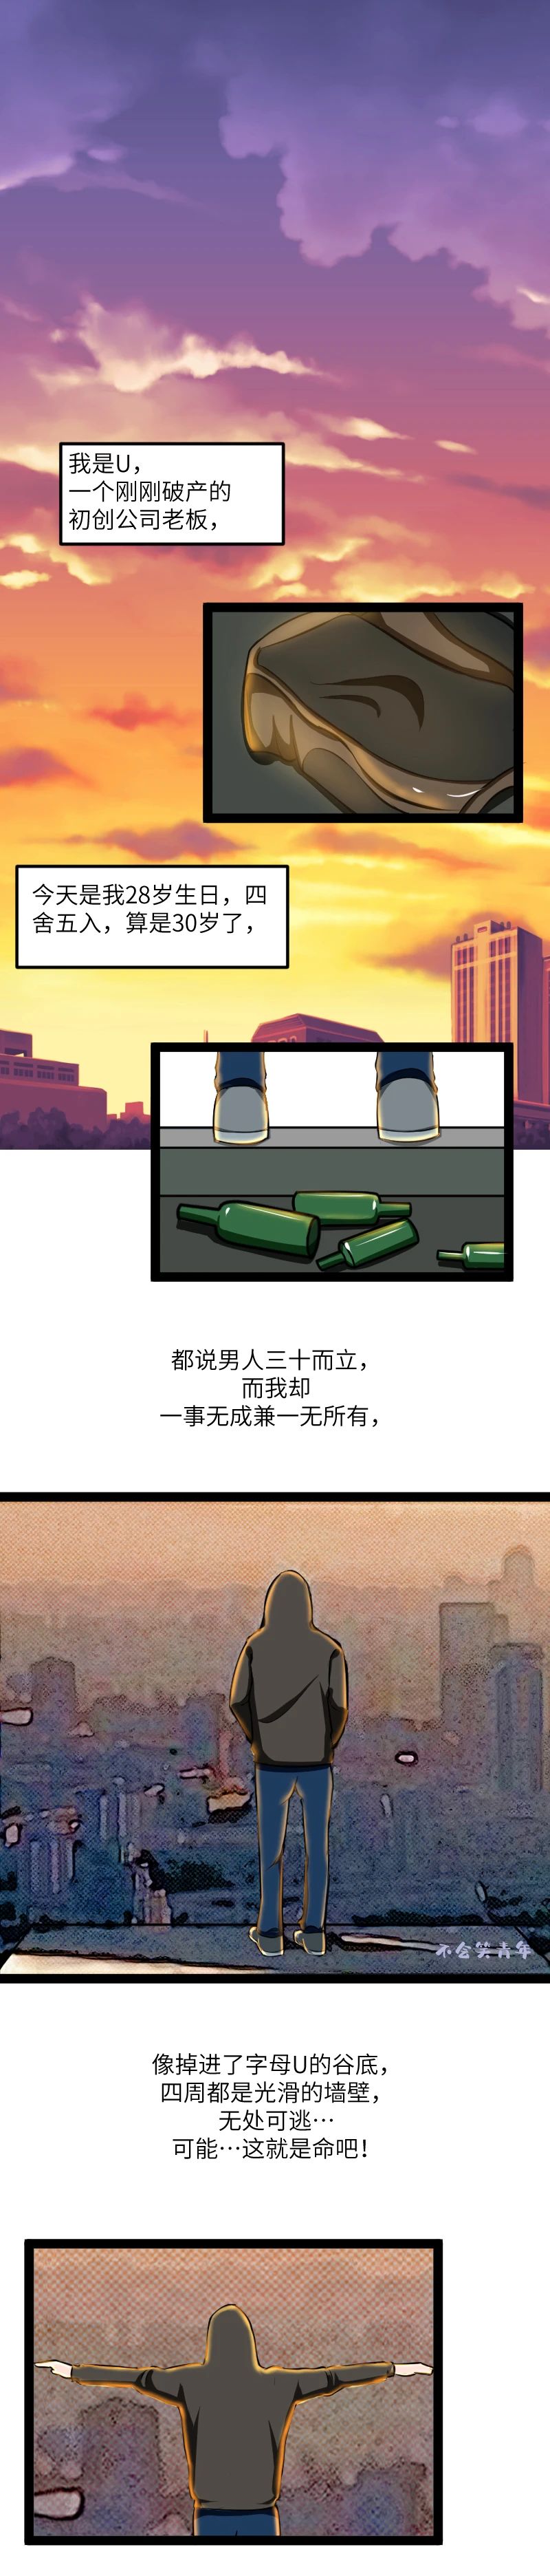 我是U，
一个刚刚破产的
初创公司老板，
今天是我28岁生日，四
舍五入，算是30岁了，
都说男人三十而立，
而我却
一事无成兼一无所有，
不会笑青年
像掉进了字母U的谷底，
四周都是光滑的墙壁，
无处可逃…
可能…这就是命吧！